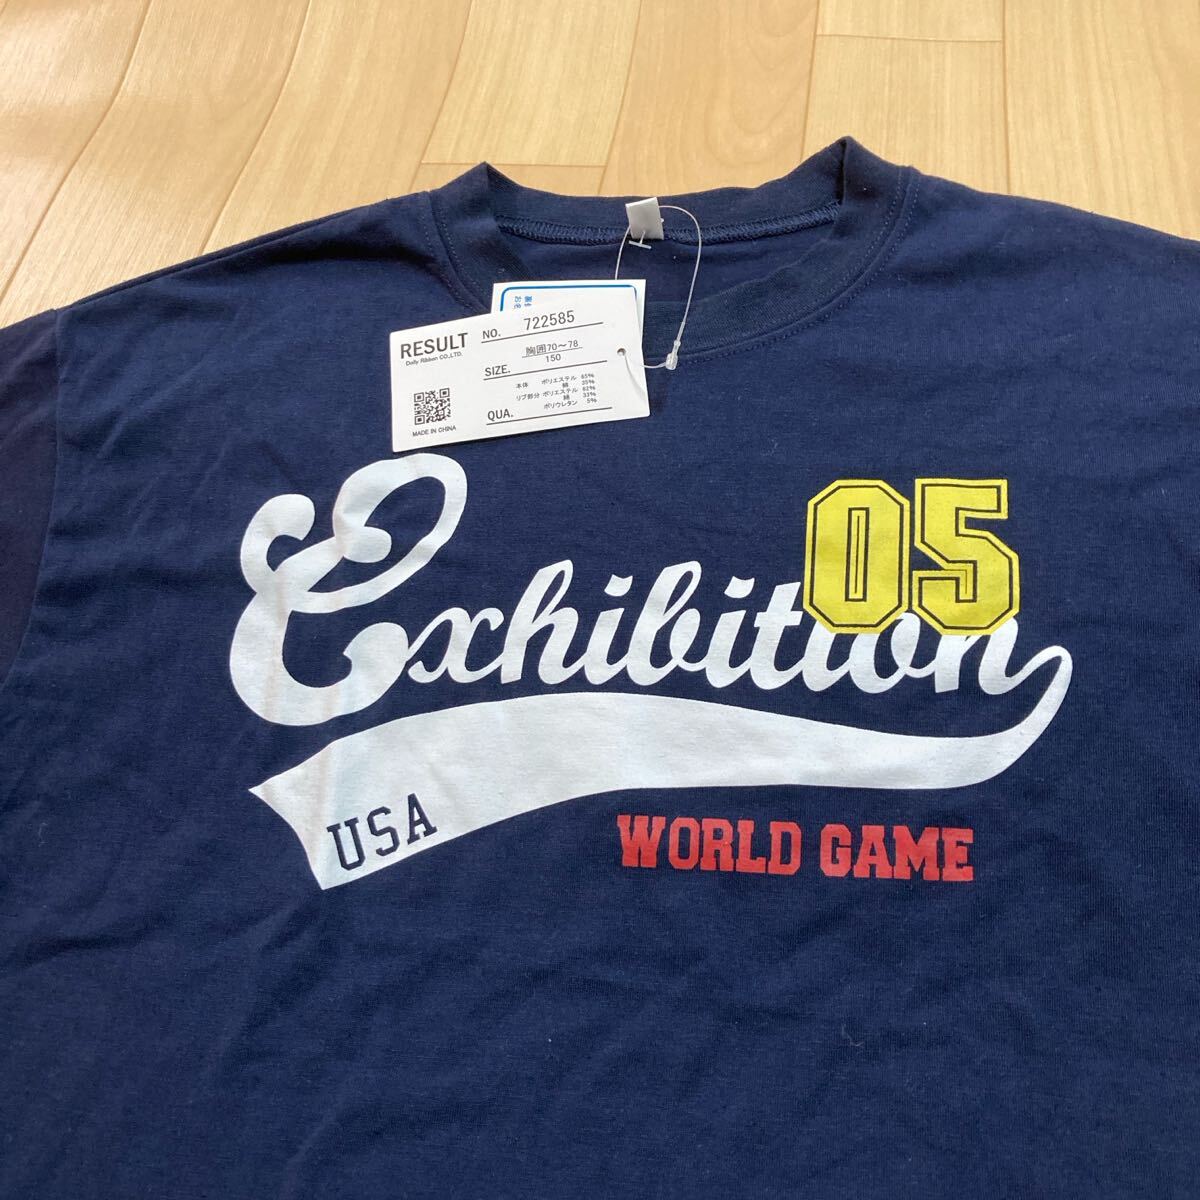 RESULT
Dolly Ribbon CO.,LTD.
MADE IN CHINA
NO. 722585
胸囲70〜78
SIZE. 150
本体 ポリエステル 65%
綿 35%
リブ部分 ポリエステル 62%
綿 33%
ポリウレタン 5%
QUA.
Exhibition
05
USA
WORLD GAME